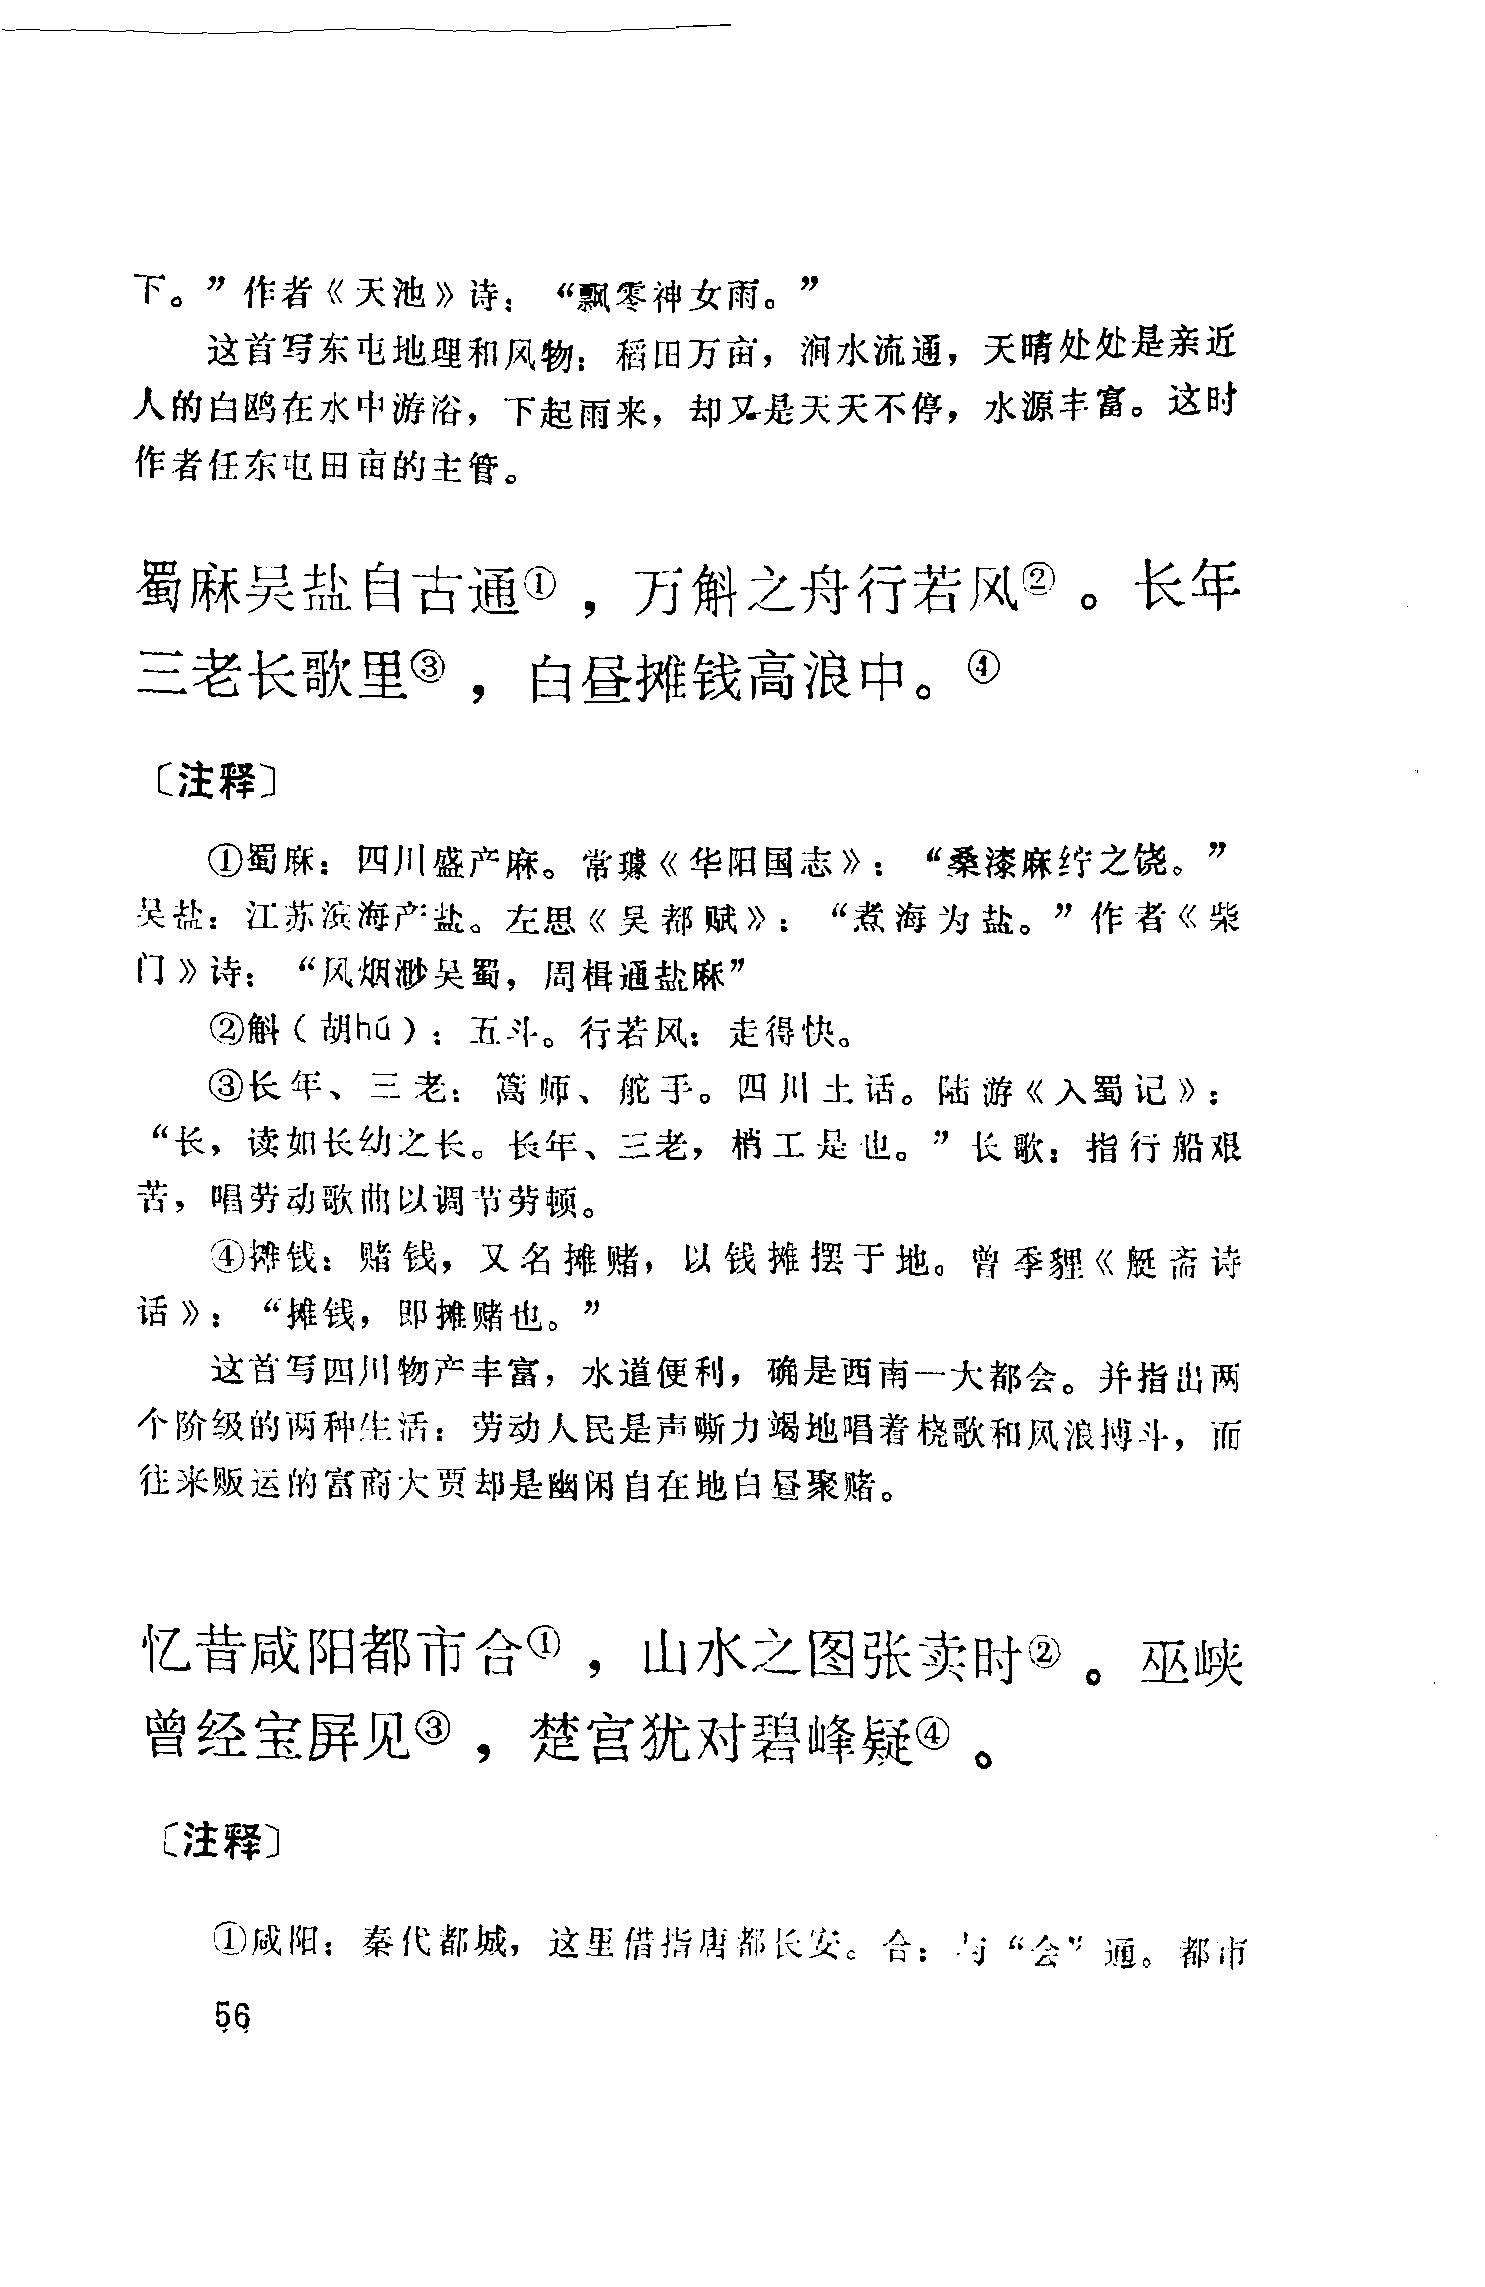 下。”作者《天池》诗：“飘零神女雨。”
这首写东屯地理和风物：稻田万亩，涧水流通，天晴处处是亲近
人的白鸥在水中游浴，下起雨来，却又是天天不停，水源丰富。这时
作者任东屯田亩的主管。
蜀麻吴盐自古通①，万斛之舟行若风②。长年
三老长歌里③，白昼摊钱高浪中。④
〔注释〕
①蜀麻：四川盛产麻。常璩《华阳国志》：“桑漆麻纻之饶。”
吴盐：江苏滨海产盐。左思《吴都赋》：“煮海为盐。”作者《柴
门》诗：“风烟渺吴蜀，周楫通盐麻”
②斛（胡hú）：五斗。行若风：走得快。
③长年、三老：篙师、舵手。四川土话。陆游《入蜀记》：
“长，读如长幼之长。长年、三老，梢工是也。”长歌：指行船艰
苦，唱劳动歌曲以调节劳顿。
④摊钱：赌钱，又名摊赌，以钱摊摆于地。曾季貍《艇斋诗
话》：“摊钱，即摊赌也。”
这首写四川物产丰富，水道便利，确是西南一大都会。并指出两
个阶级的两种生活：劳动人民是声嘶力竭地唱着桡歌和风浪搏斗，而
往来贩运的富商大贾却是幽闲自在地白昼聚赌。
忆昔咸阳都市合①，山水之图张卖时②。巫峡
曾经宝屏见③，楚宫犹对碧峰疑④。
〔注释〕
①咸阳：秦代都城，这里借指唐都长安。合：与“会”通。都市
56